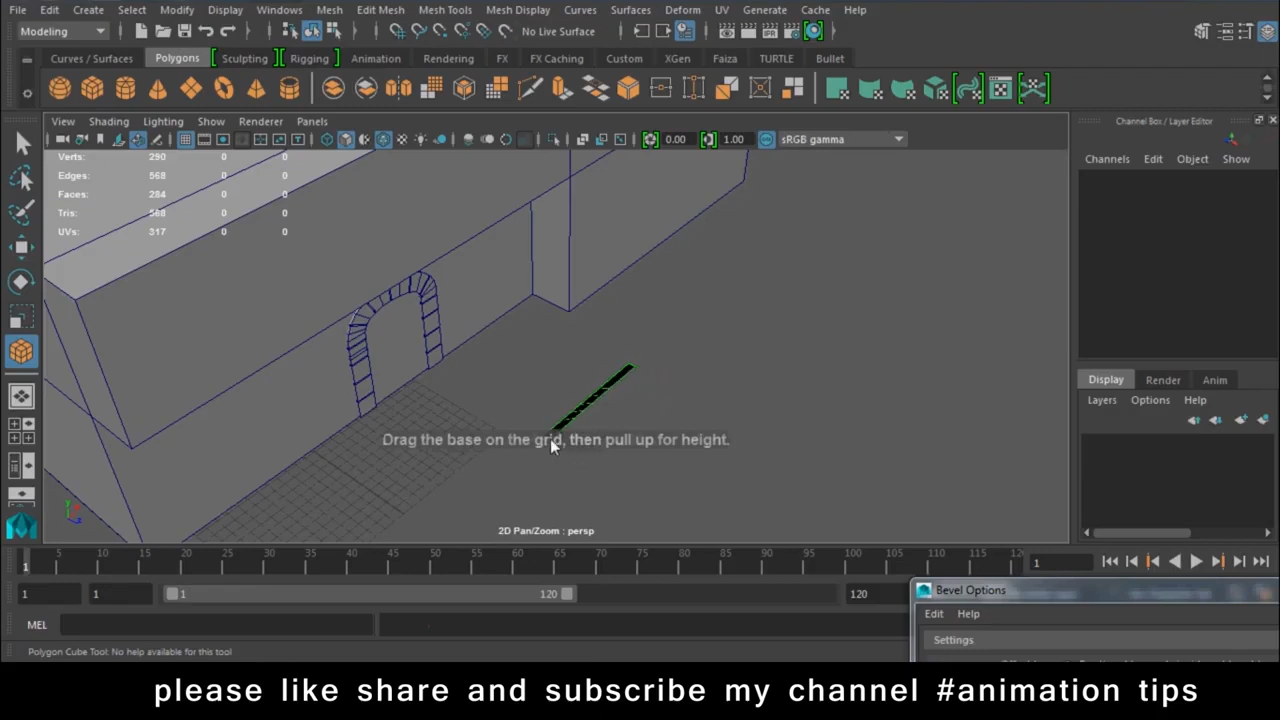 File Edit Create Select Modify Display Windows Mesh Edit Mesh Mesh Tools Mesh Display Curves Surfaces Deform UV Generate Cache Help
Modeling No Live Surface
Curves / Surfaces Polygons Sculpting Rigging Animation Rendering FX FX Caching Custom XGen Faiza TURTLE Bullet
View Shading Lighting Show Renderer Panels
0.00 1.00 sRGB gamma
Verts: 290 0 0
Edges: 568 0 0
Faces: 284 0 0
Tris: 568 0 0
UVs: 317 0 0
Drag the base on the grid, then pull up for height.
2D Pan/Zoom : persp
Channel Box / Layer Editor
Channels Edit Object Show
Display Render Anim
Layers Options Help
5 10 15 20 25 30 35 40 45 50 55 60 65 70 75 80 85 90 95 100 105 110 115 12
1 1
1 1 1 120 120
Bevel Options
Edit Help
Settings
MEL
Polygon Cube Tool: No help available for this tool
please like share and subscribe my channel #animation tips